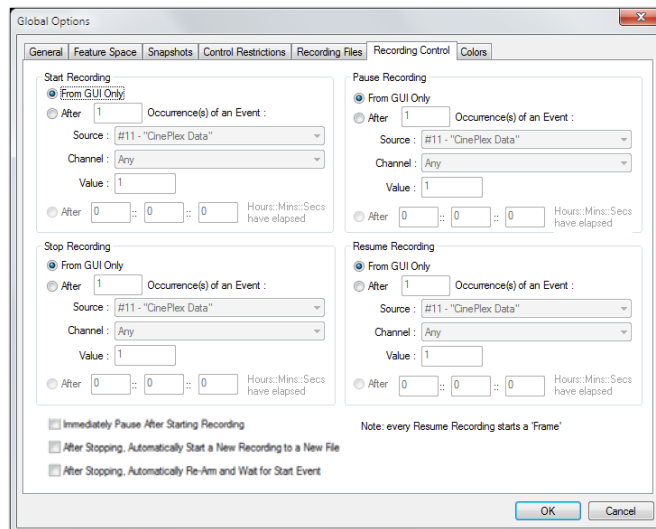 Global Options
General Feature Space Snapshots Control Restrictions Recording Files Recording Control Colors
Start Recording
From GUI Only
After 1 Occurrence(s) of an Event :
Source : #11 - "CinePlex Data"
Channel : Any
Value : 1
After 0 :: 0 :: 0 Hours::Mins::Secs
have elapsed
Pause Recording
From GUI Only
After 1 Occurrence(s) of an Event :
Source : #11 - "CinePlex Data"
Channel : Any
Value : 1
After 0 :: 0 :: 0 Hours::Mins::Secs
have elapsed
Stop Recording
From GUI Only
After 1 Occurrence(s) of an Event :
Source : #11 - "CinePlex Data"
Channel : Any
Value : 1
After 0 :: 0 :: 0 Hours::Mins::Secs
have elapsed
Resume Recording
From GUI Only
After 1 Occurrence(s) of an Event :
Source : #11 - "CinePlex Data"
Channel : Any
Value : 1
After 0 :: 0 :: 0 Hours::Mins::Secs
have elapsed
Immediately Pause After Starting Recording
After Stopping, Automatically Start a New Recording to a New File
After Stopping, Automatically Re-Arm and Wait for Start Event
Note: every Resume Recording starts a 'Frame'
OK Cancel